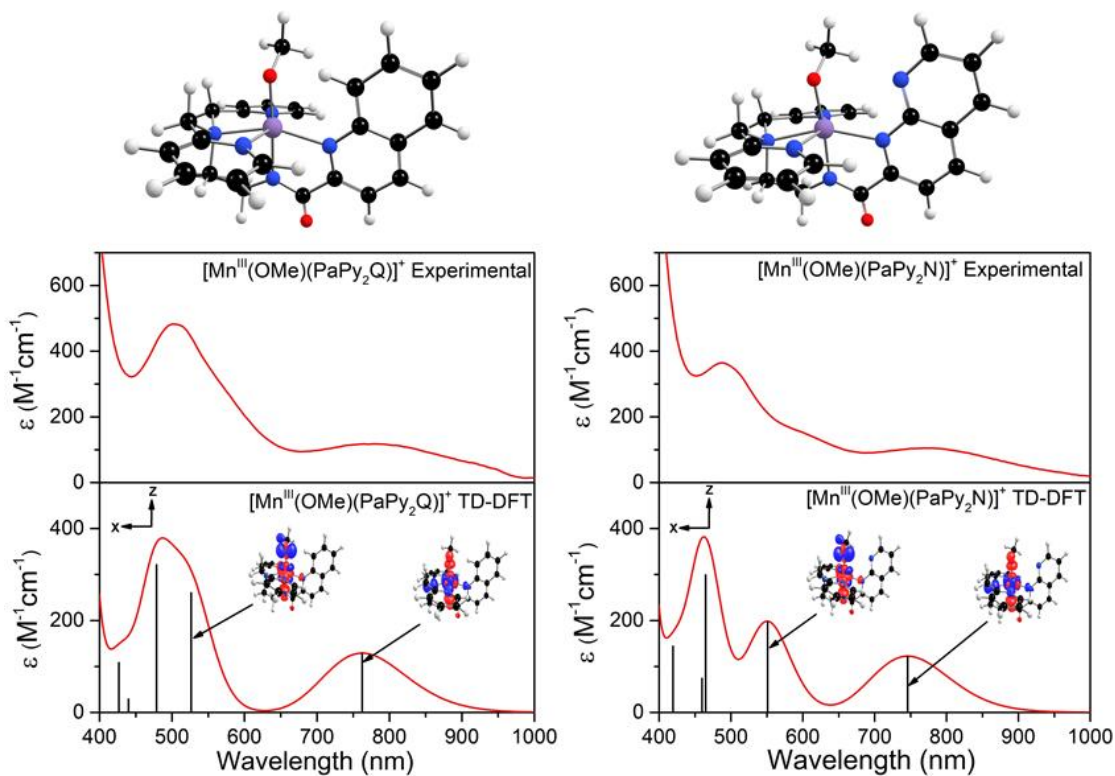 [Mn^III(OMe)(PaPy₂Q)]⁺ Experimental
600
400
200
0
ε (M⁻¹cm⁻¹)
[Mn^III(OMe)(PaPy₂Q)]⁺ TD-DFT
z
x
400
200
0
ε (M⁻¹cm⁻¹)
400 500 600 700 800 900 1000
Wavelength (nm)
[Mn^III(OMe)(PaPy₂N)]⁺ Experimental
600
400
200
0
ε (M⁻¹cm⁻¹)
[Mn^III(OMe)(PaPy₂N)]⁺ TD-DFT
z
x
400
200
0
ε (M⁻¹cm⁻¹)
400 500 600 700 800 900 1000
Wavelength (nm)